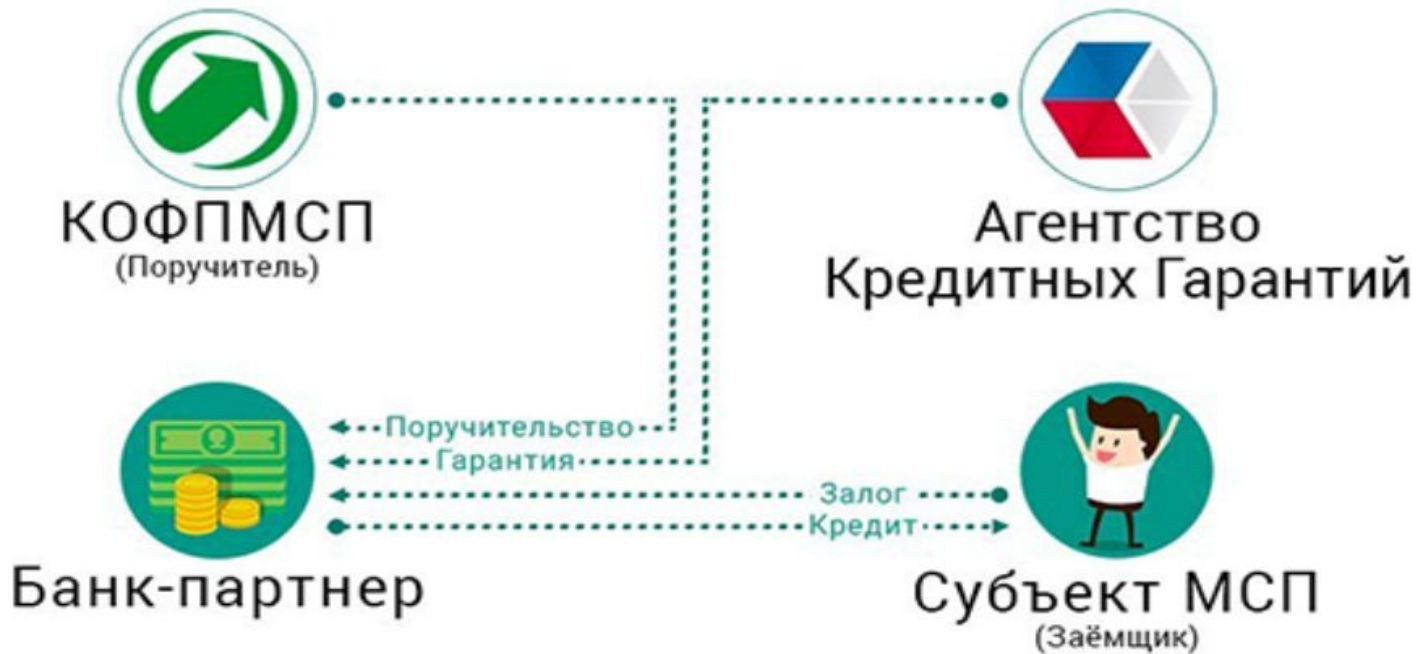 КОФПМСП
(Поручитель)
Агентство
Кредитных Гарантий
Поручительство
Гарантия
Залог
Кредит
Банк-партнер
Субъект МСП
(Заёмщик)